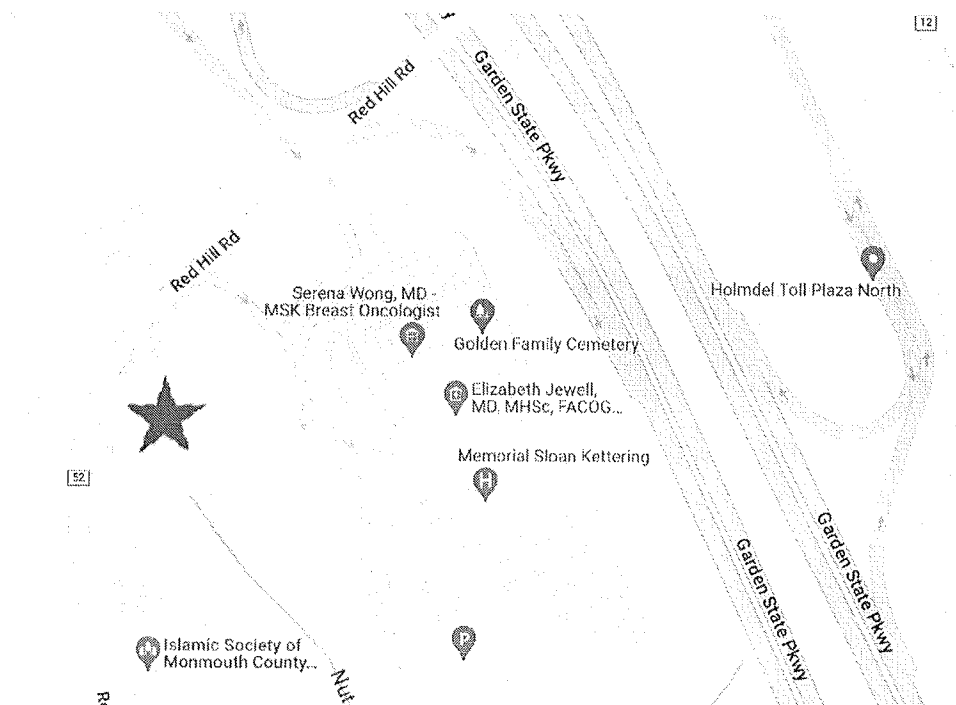 12
Red Hill Rd
Garden State Pkwy
Red Hill Rd
Serena Wong, MD -
MSK Breast Oncologist
Holmdel Toll Plaza North
Golden Family Cemetery
Elizabeth Jewell,
MD, MHSc, FACOG...
Memorial Sloan Kettering
H
52
Garden State Pkwy
Garden State Pkwy
P
Islamic Society of
Monmouth County...
Nut